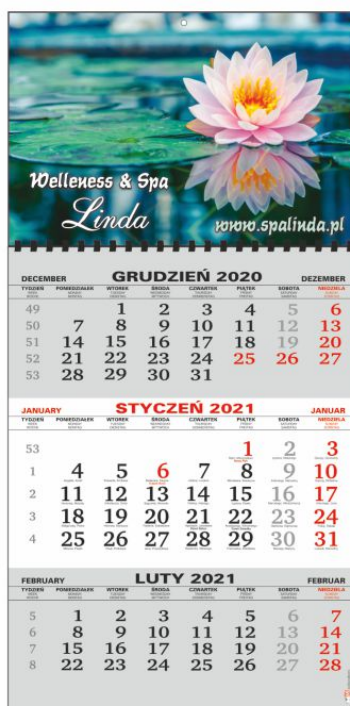 Welleness & Spa
Linda
www.spalinda.pl
DECEMBER GRUDZIEŃ 2020 DEZEMBER
TYDZIEŃ PONIEDZIAŁEK WTOREK ŚRODA CZWARTEK PIĄTEK SOBOTA NIEDZIELA
49 1 2 3 4 5 6
50 7 8 9 10 11 12 13
51 14 15 16 17 18 19 20
52 21 22 23 24 25 26 27
53 28 29 30 31
JANUARY STYCZEŃ 2021 JANUAR
TYDZIEŃ PONIEDZIAŁEK WTOREK ŚRODA CZWARTEK PIĄTEK SOBOTA NIEDZIELA
53 1 2 3
1 4 5 6 7 8 9 10
2 11 12 13 14 15 16 17
3 18 19 20 21 22 23 24
4 25 26 27 28 29 30 31
FEBRUARY LUTY 2021 FEBRUAR
TYDZIEŃ PONIEDZIAŁEK WTOREK ŚRODA CZWARTEK PIĄTEK SOBOTA NIEDZIELA
5 1 2 3 4 5 6 7
6 8 9 10 11 12 13 14
7 15 16 17 18 19 20 21
8 22 23 24 25 26 27 28